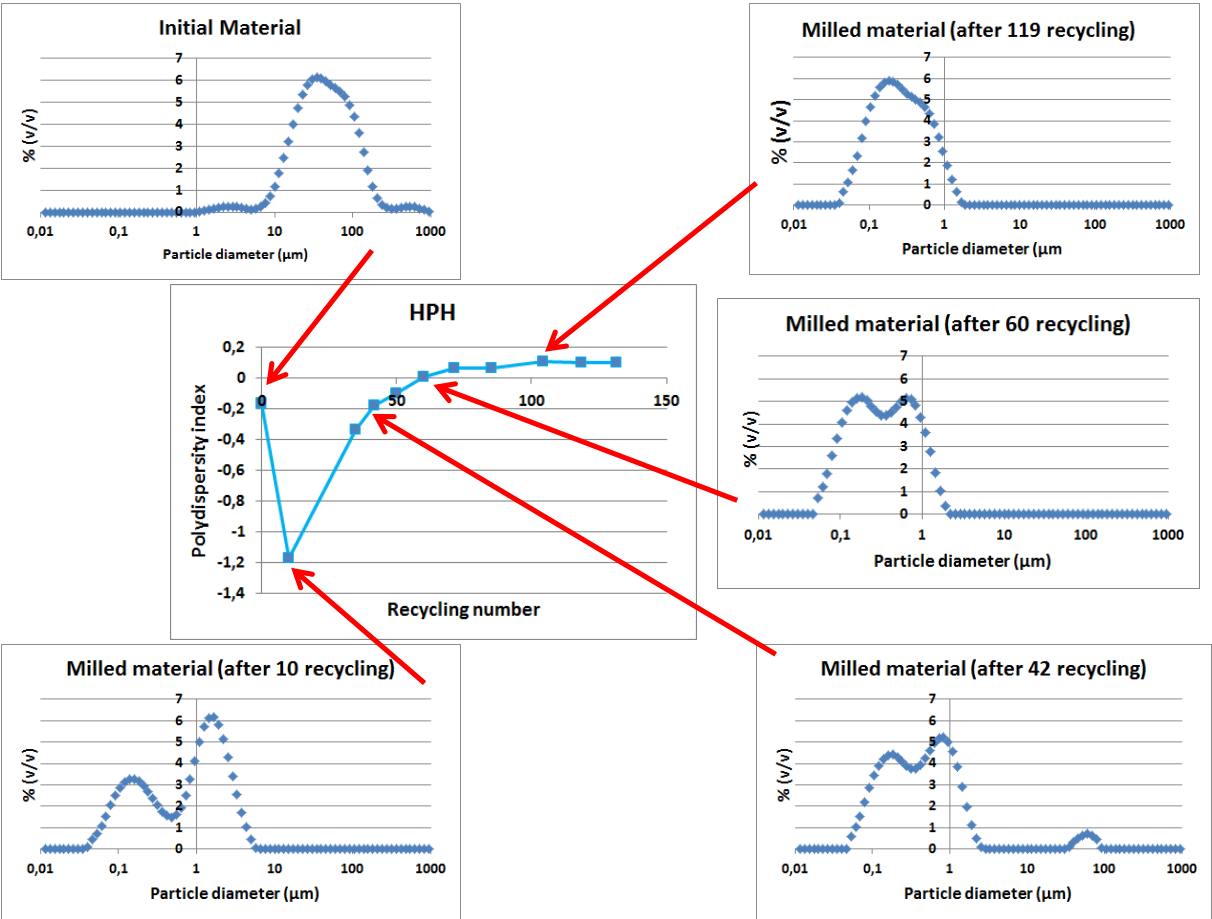 Initial Material
7
6
5
4
3
2
1
0
% (v/v)
0,01 0,1 1 10 100 1000
Particle diameter (µm)
Milled material (after 119 recycling)
7
6
5
4
3
2
1
0
% (v/v)
0,01 0,1 1 10 100 1000
Particle diameter (µm
HPH
0,2
0
-0,2
-0,4
-0,6
-0,8
-1
-1,2
-1,4
Polydispersity index
0 50 100 150
Recycling number
Milled material (after 60 recycling)
7
6
5
4
3
2
1
0
% (v/v)
0,01 0,1 1 10 100 1000
Particle diameter (µm)
Milled material (after 10 recycling)
7
6
5
4
3
2
1
0
% (v/v)
0,01 0,1 1 10 100 1000
Particle diameter (µm)
Milled material (after 42 recycling)
7
6
5
4
3
2
1
0
% (v/v)
0,01 0,1 1 10 100 1000
Particle diameter (µm)